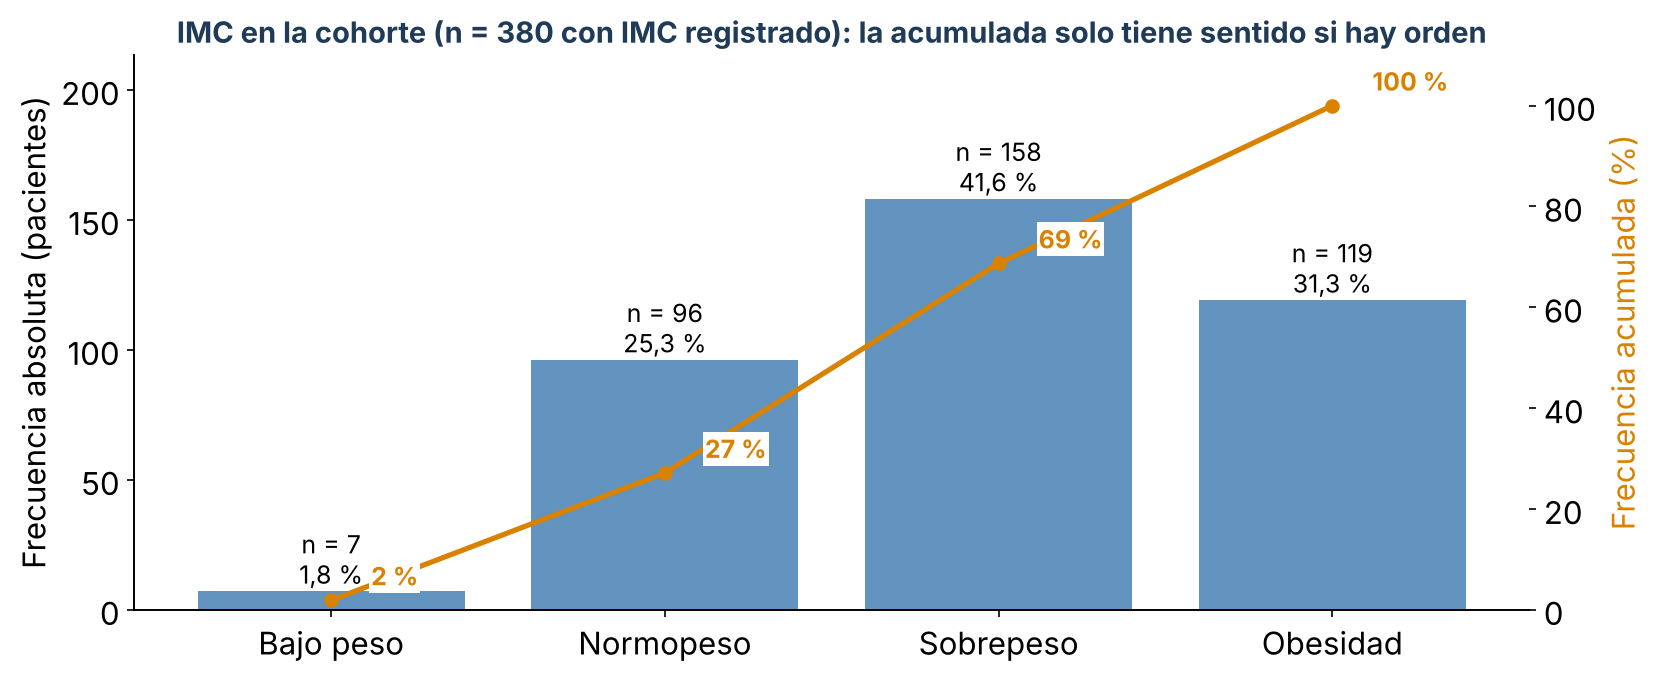 IMC en la cohorte (n = 380 con IMC registrado): la acumulada solo tiene sentido si hay orden
Frecuencia absoluta (pacientes)
200
150
100
50
0
n = 7
1,8 %
2 %
n = 96
25,3 %
27 %
n = 158
41,6 %
69 %
n = 119
31,3 %
100 %
100
80
60
40
20
0
Frecuencia acumulada (%)
Bajo peso
Normopeso
Sobrepeso
Obesidad